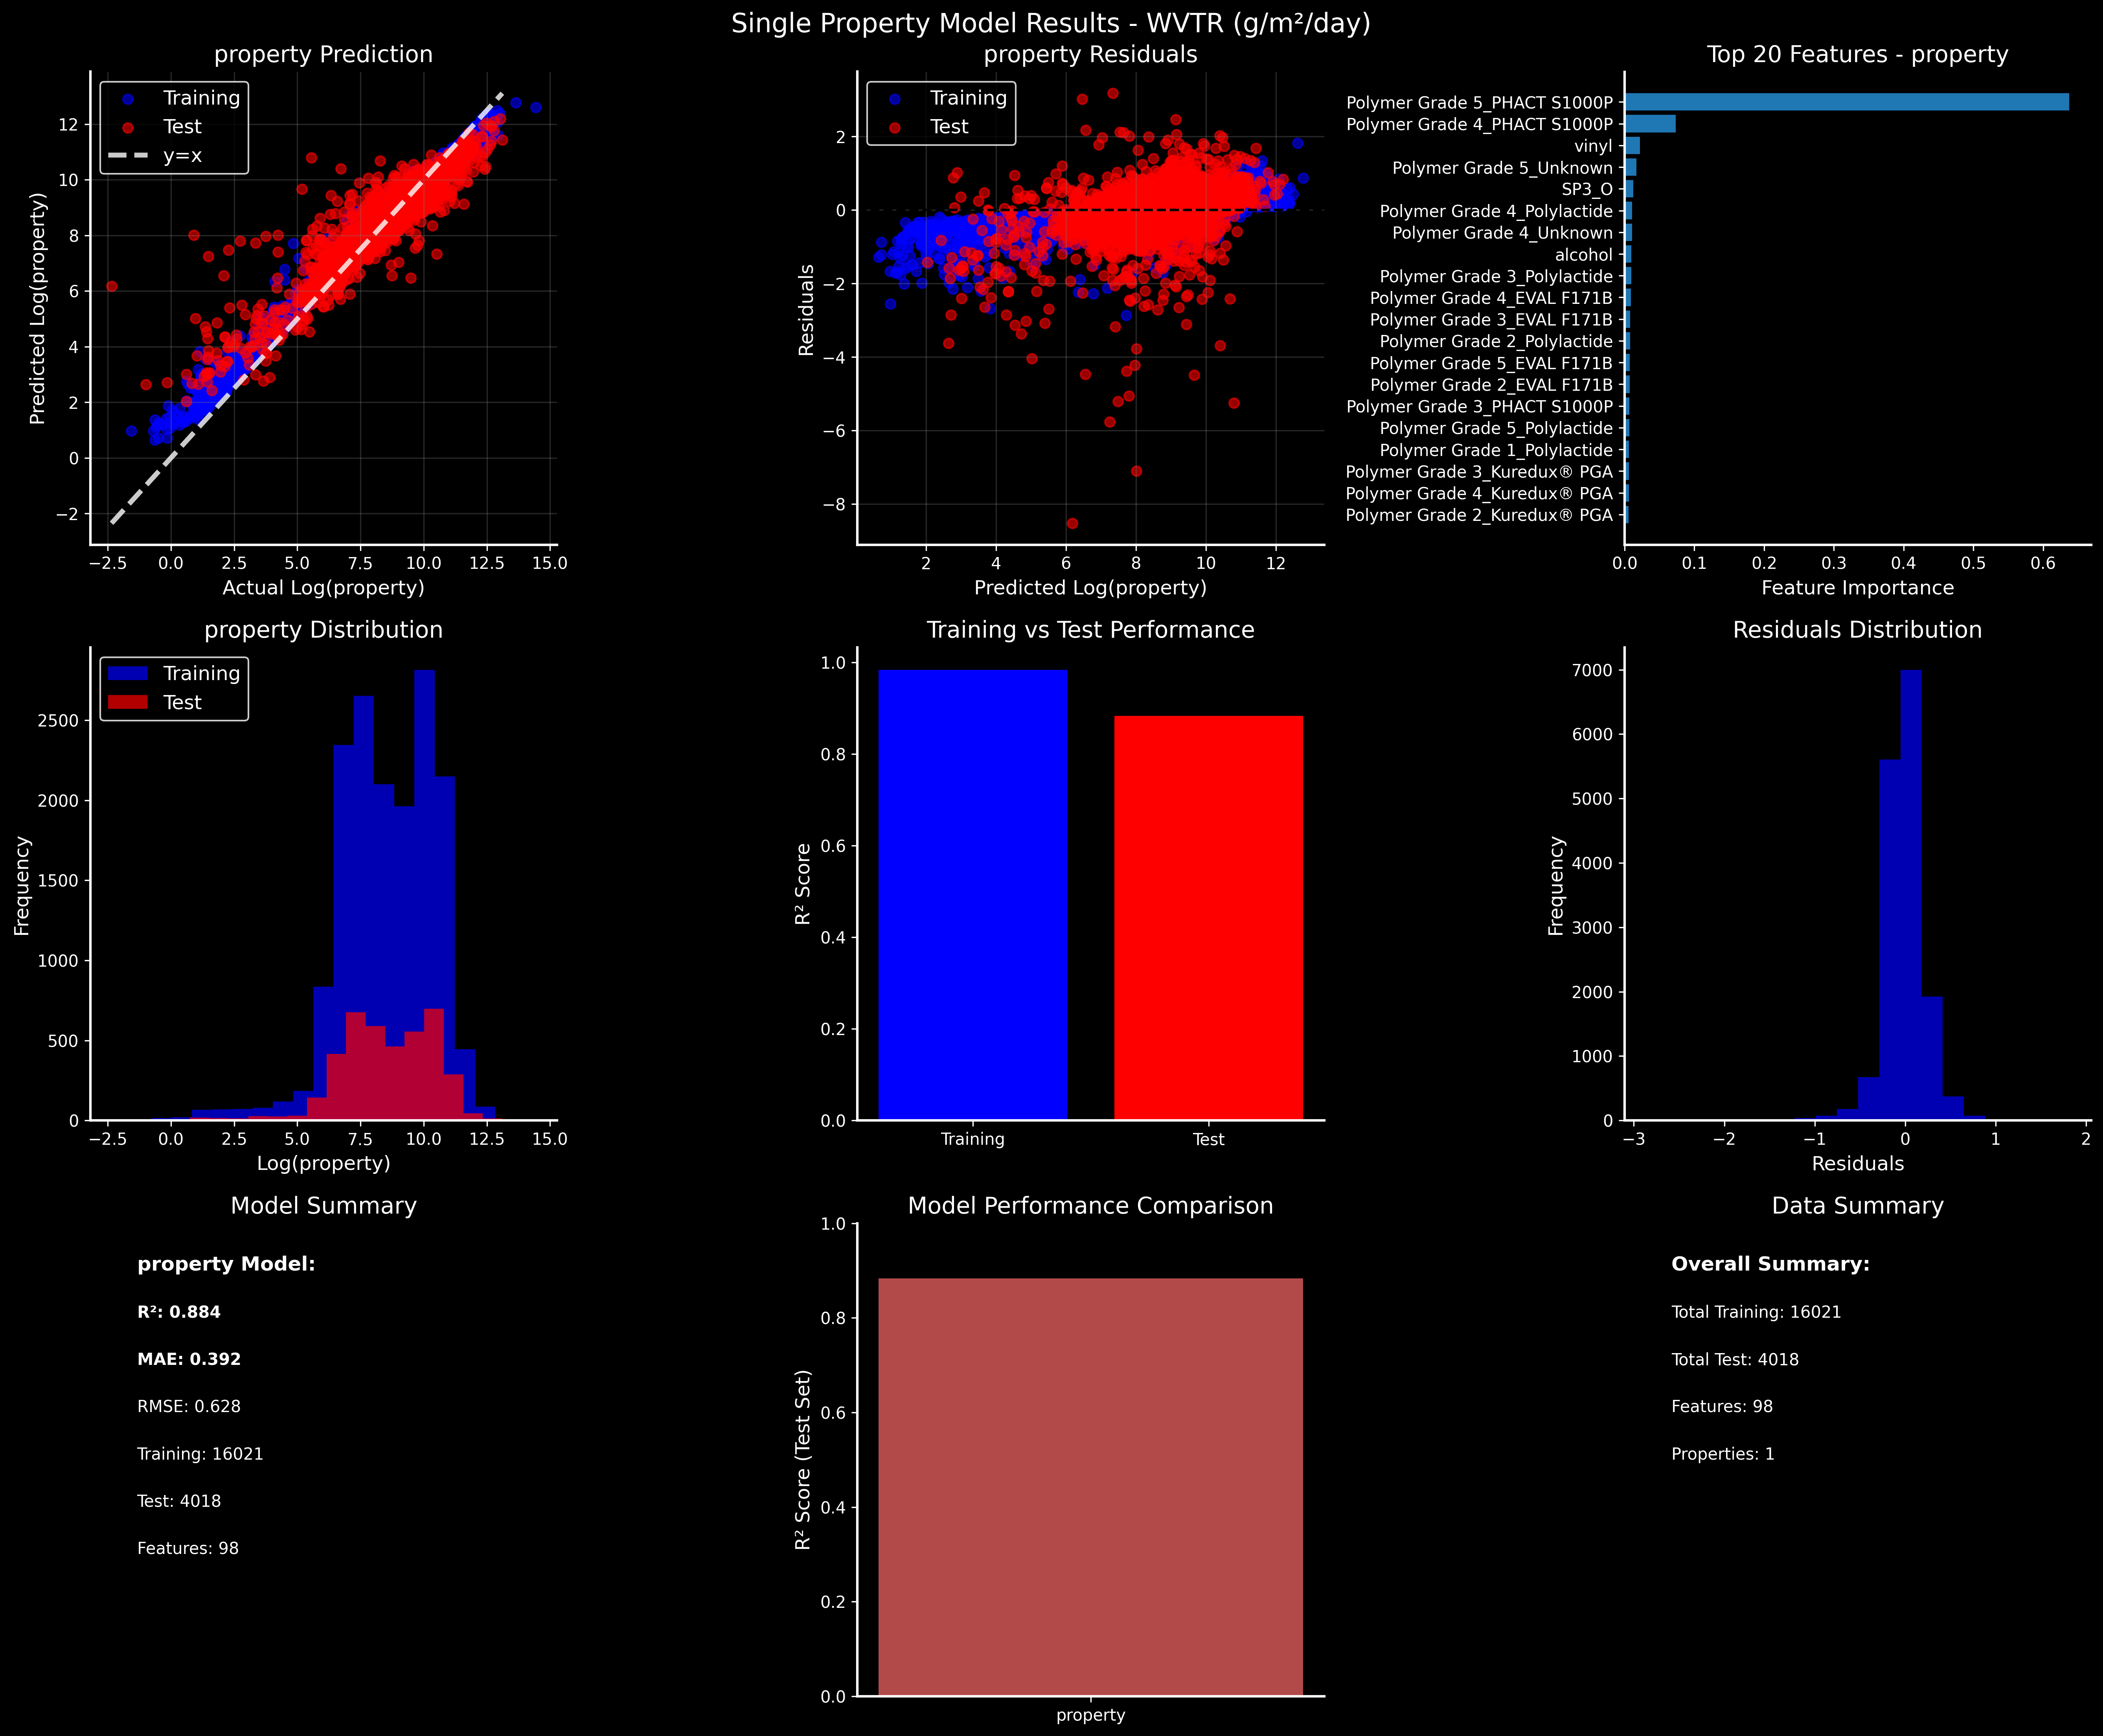 Single Property Model Results - WVTR (g/m²/day)
property Prediction
Training
Test
y=x
Predicted Log(property)
12
10
8
6
4
2
0
−2
−2.5 0.0 2.5 5.0 7.5 10.0 12.5 15.0
Actual Log(property)
property Residuals
Training
Test
Residuals
2
0
−2
−4
−6
−8
2 4 6 8 10 12
Predicted Log(property)
Top 20 Features - property
Polymer Grade 5_PHACT S1000P
Polymer Grade 4_PHACT S1000P
vinyl
Polymer Grade 5_Unknown
SP3_O
Polymer Grade 4_Polylactide
Polymer Grade 4_Unknown
alcohol
Polymer Grade 3_Polylactide
Polymer Grade 4_EVAL F171B
Polymer Grade 3_EVAL F171B
Polymer Grade 2_Polylactide
Polymer Grade 5_EVAL F171B
Polymer Grade 2_EVAL F171B
Polymer Grade 3_PHACT S1000P
Polymer Grade 5_Polylactide
Polymer Grade 1_Polylactide
Polymer Grade 3_Kuredux® PGA
Polymer Grade 4_Kuredux® PGA
Polymer Grade 2_Kuredux® PGA
0.0 0.1 0.2 0.3 0.4 0.5 0.6
Feature Importance
property Distribution
Training
Test
Frequency
2500
2000
1500
1000
500
0
−2.5 0.0 2.5 5.0 7.5 10.0 12.5 15.0
Log(property)
Training vs Test Performance
R² Score
1.0
0.8
0.6
0.4
0.2
0.0
Training Test
Residuals Distribution
Frequency
7000
6000
5000
4000
3000
2000
1000
0
−3 −2 −1 0 1 2
Residuals
Model Summary
property Model:
R²: 0.884
MAE: 0.392
RMSE: 0.628
Training: 16021
Test: 4018
Features: 98
Model Performance Comparison
R² Score (Test Set)
1.0
0.8
0.6
0.4
0.2
0.0
property
Data Summary
Overall Summary:
Total Training: 16021
Total Test: 4018
Features: 98
Properties: 1